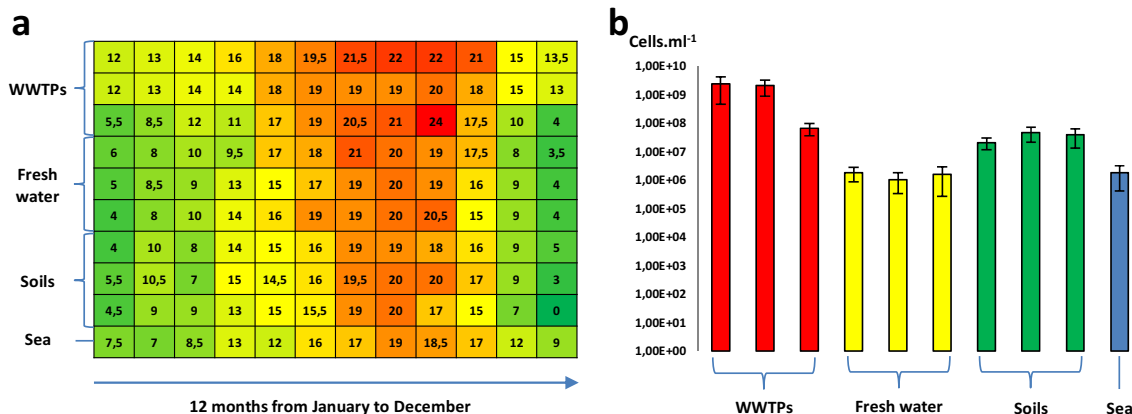 a
WWTPs
Fresh
water
Soils
Sea
12 13 14 16 18 19,5 21,5 22 22 21 15 13,5
12 13 14 14 18 19 19 19 20 18 15 13
5,5 8,5 12 11 17 19 20,5 21 24 17,5 10 4
6 8 10 9,5 17 18 21 20 19 17,5 8 3,5
5 8,5 9 13 15 17 19 20 19 16 9 4
4 8 10 14 16 19 19 20 20,5 15 9 4
4 10 8 14 15 16 19 19 18 16 9 5
5,5 10,5 7 15 14,5 16 19,5 20 20 17 9 3
4,5 9 9 13 15 15,5 19 20 17 15 7 0
7,5 7 8,5 13 12 16 17 19 18,5 17 12 9
12 months from January to December
b
Cells.ml-1
1,00E+10
1,00E+09
1,00E+08
1,00E+07
1,00E+06
1,00E+05
1,00E+04
1,00E+03
1,00E+02
1,00E+01
1,00E+00
WWTPs Fresh water Soils Sea